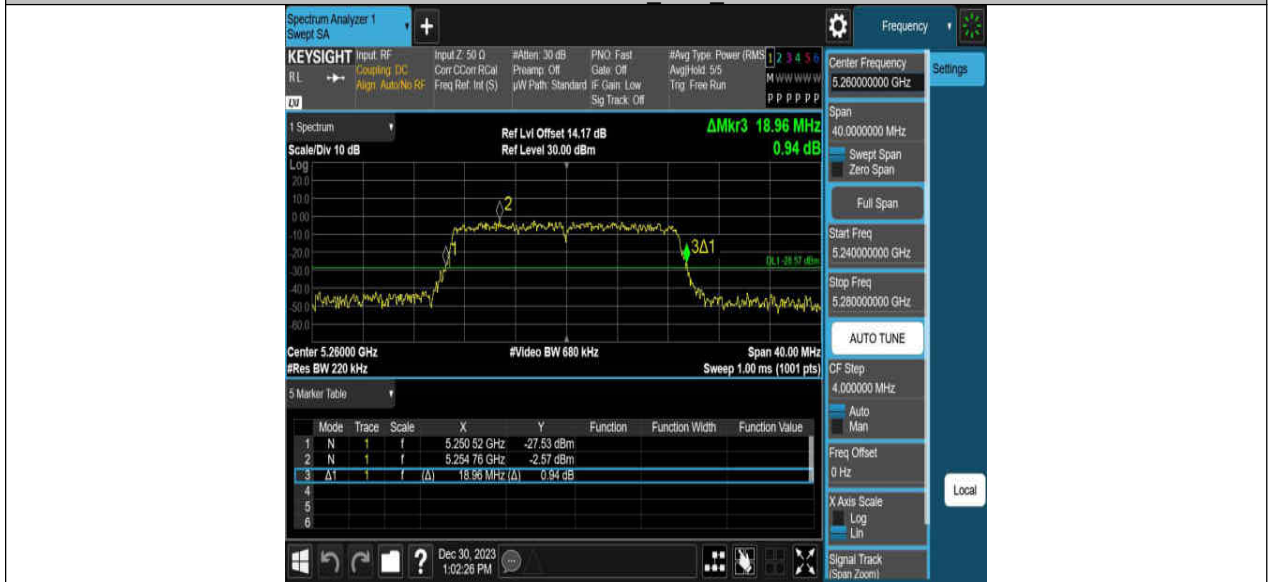 Spectrum Analyzer 1
Swept SA
+
Frequency
KEYSIGHT
RL
LXI
Input: RF
Coupling: DC
Align: Auto/No RF
Input Z: 50 Ω
Corr CCorr RCal
Freq Ref: Int (S)
#Atten: 30 dB
Preamp: Off
µW Path: Standard
PNO: Fast
Gate: Off
IF Gain: Low
Sig Track: Off
#Avg Type: Power (RMS
Avg|Hold: 5/5
Trig: Free Run
1 2 3 4 5 6
M W W W W W
P P P P P P
Center Frequency
5.260000000 GHz
Settings
Span
40.0000000 MHz
Swept Span
Zero Span
Full Span
Start Freq
5.240000000 GHz
Stop Freq
5.280000000 GHz
AUTO TUNE
CF Step
4.000000 MHz
Auto
Man
Freq Offset
0 Hz
X Axis Scale
Log
Lin
Signal Track
(Span Zoom)
Local
1 Spectrum
Scale/Div 10 dB
Ref Lvl Offset 14.17 dB
Ref Level 30.00 dBm
ΔMkr3 18.96 MHz
0.94 dB
Log
20.0
10.0
0.00
-10.0
-20.0
-30.0
-40.0
-50.0
-60.0
1
2
3Δ1
DL1 -28.57 dBm
Center 5.26000 GHz
#Video BW 680 kHz
Span 40.00 MHz
#Res BW 220 kHz
Sweep 1.00 ms (1001 pts)
5 Marker Table
Mode Trace Scale X Y Function Function Width Function Value
1 N 1 f 5.250 52 GHz -27.53 dBm
2 N 1 f 5.254 76 GHz -2.57 dBm
3 Δ1 1 f (Δ) 18.96 MHz (Δ) 0.94 dB
4
5
6
?
Dec 30, 2023
1:02:26 PM